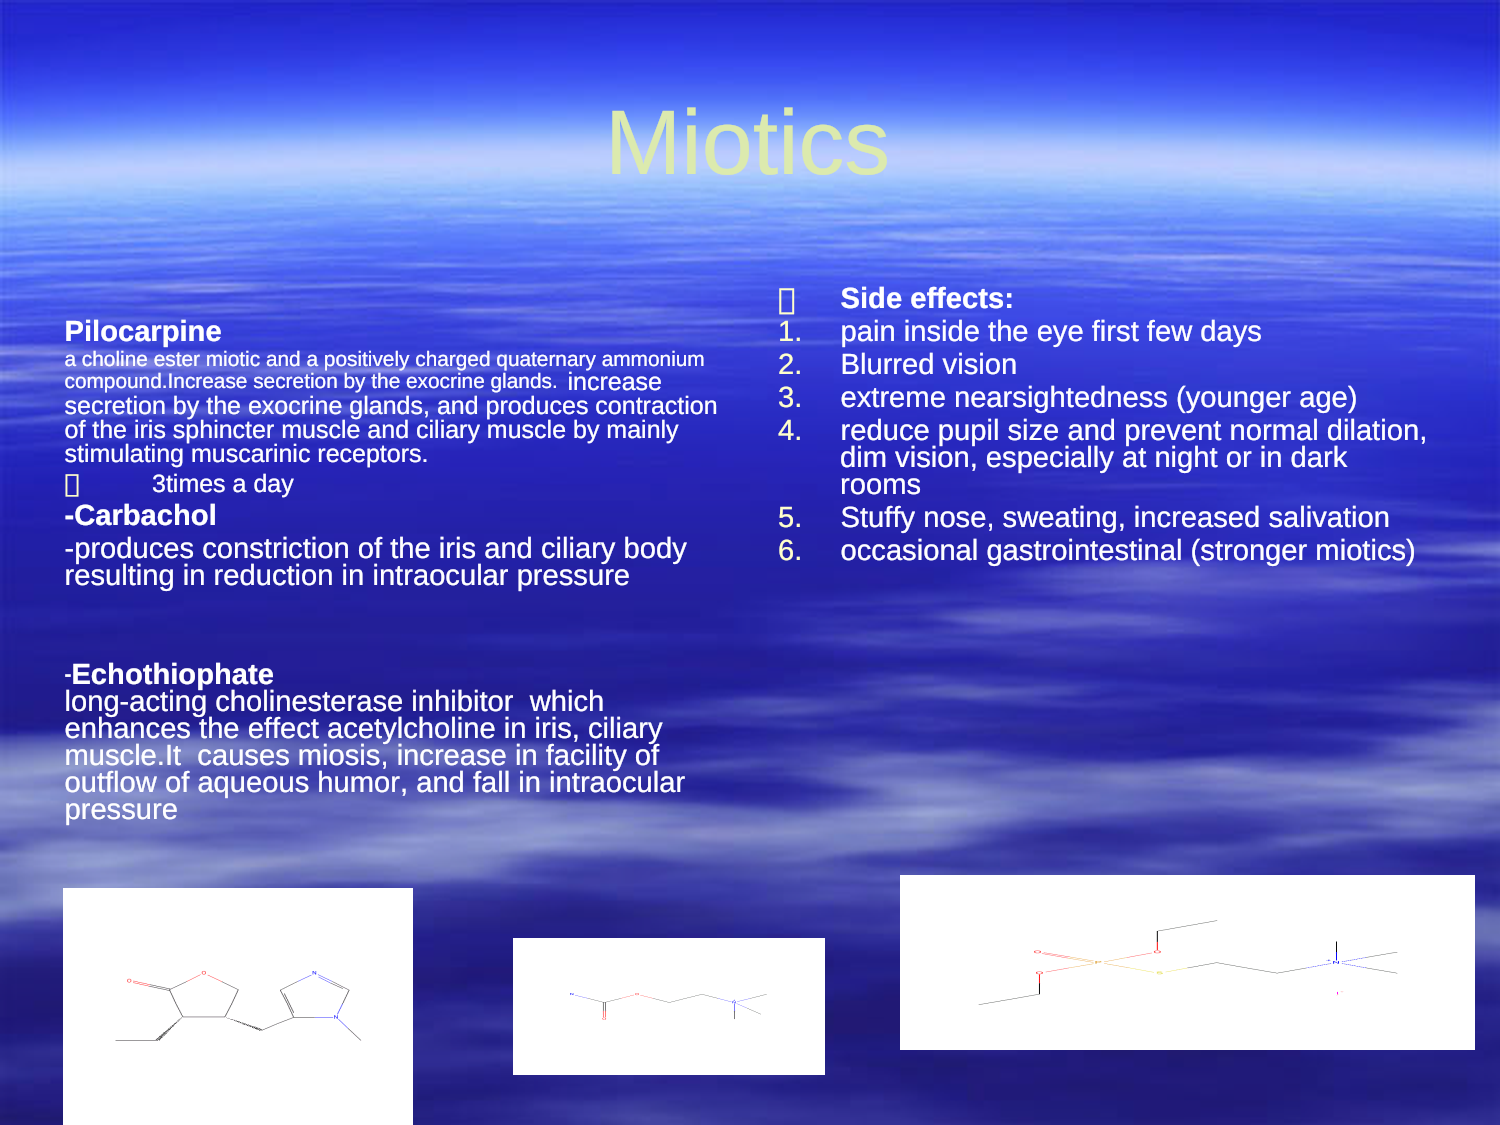 Miotics
Pilocarpine
a choline ester miotic and a positively charged quaternary ammonium
compound.Increase secretion by the exocrine glands. increase
secretion by the exocrine glands, and produces contraction
of the iris sphincter muscle and ciliary muscle by mainly
stimulating muscarinic receptors.
3times a day
-Carbachol
-produces constriction of the iris and ciliary body
resulting in reduction in intraocular pressure
-Echothiophate
long-acting cholinesterase inhibitor which
enhances the effect acetylcholine in iris, ciliary
muscle.It causes miosis, increase in facility of
outflow of aqueous humor, and fall in intraocular
pressure
Side effects:
1. pain inside the eye first few days
2. Blurred vision
3. extreme nearsightedness (younger age)
4. reduce pupil size and prevent normal dilation,
dim vision, especially at night or in dark
rooms
5. Stuffy nose, sweating, increased salivation
6. occasional gastrointestinal (stronger miotics)